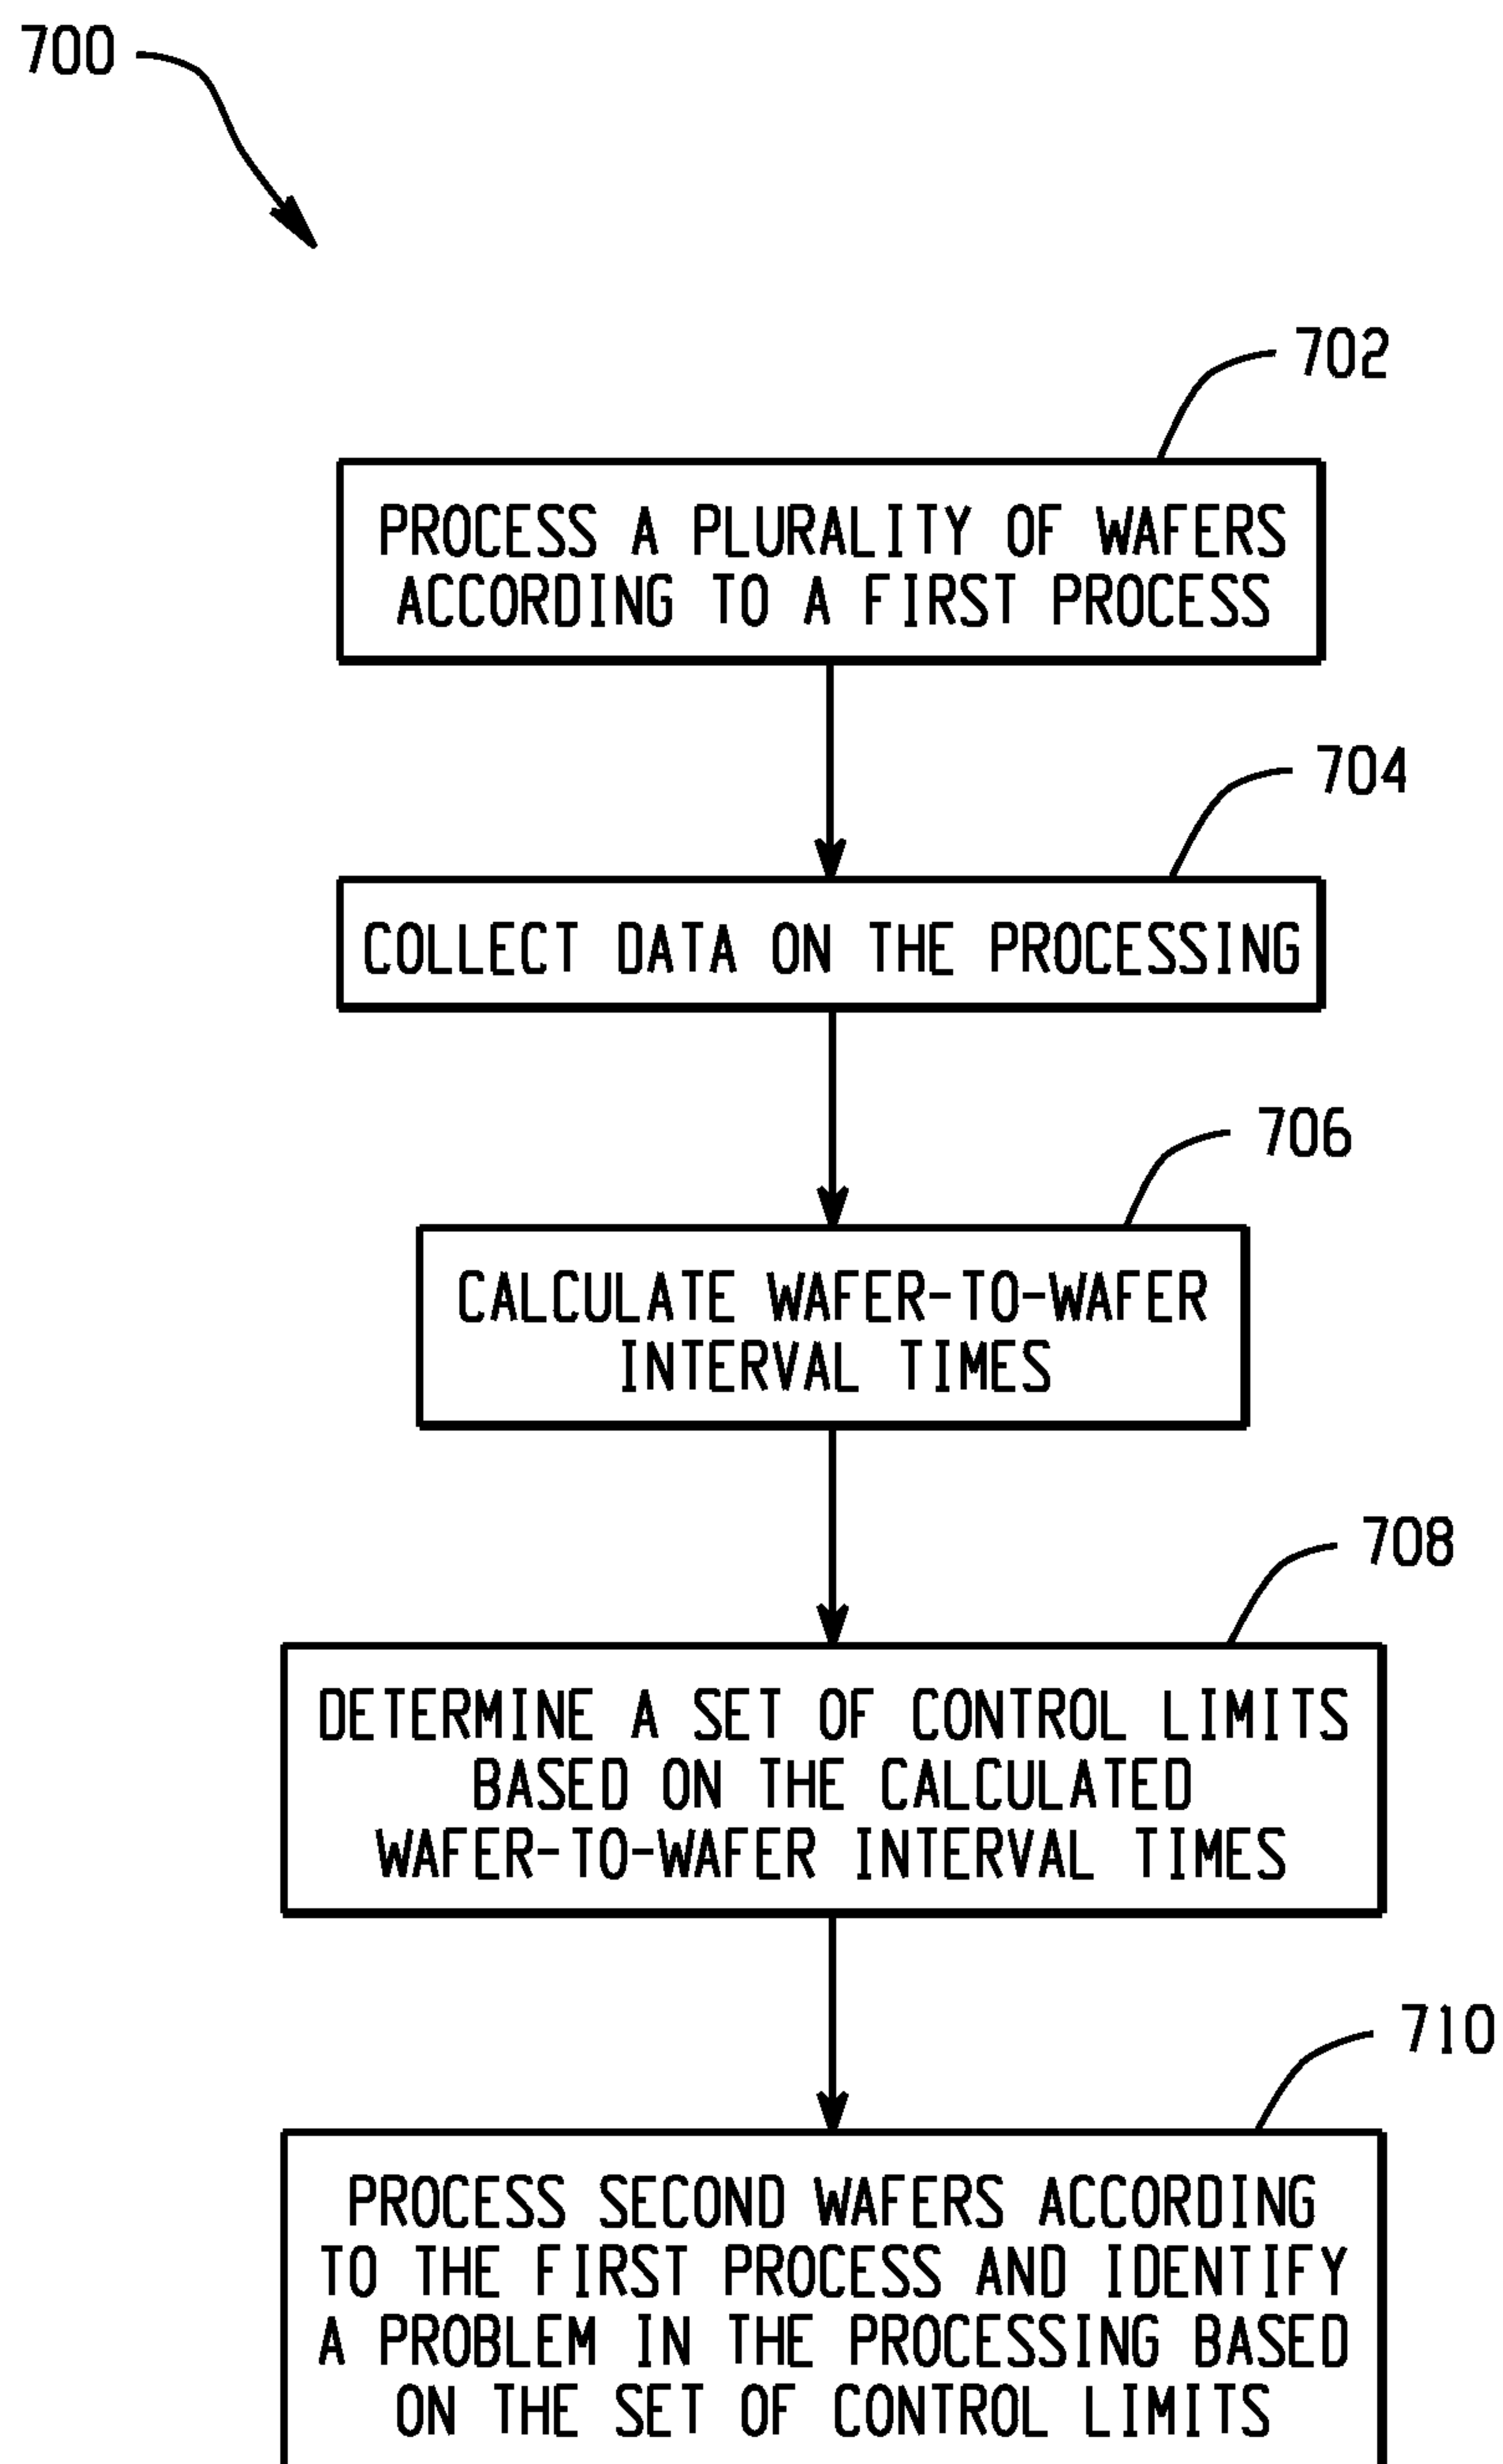 700
702
PROCESS A PLURALITY OF WAFERS
ACCORDING TO A FIRST PROCESS
704
COLLECT DATA ON THE PROCESSING
706
CALCULATE WAFER-TO-WAFER
INTERVAL TIMES
708
DETERMINE A SET OF CONTROL LIMITS
BASED ON THE CALCULATED
WAFER-TO-WAFER INTERVAL TIMES
710
PROCESS SECOND WAFERS ACCORDING
TO THE FIRST PROCESS AND IDENTIFY
A PROBLEM IN THE PROCESSING BASED
ON THE SET OF CONTROL LIMITS